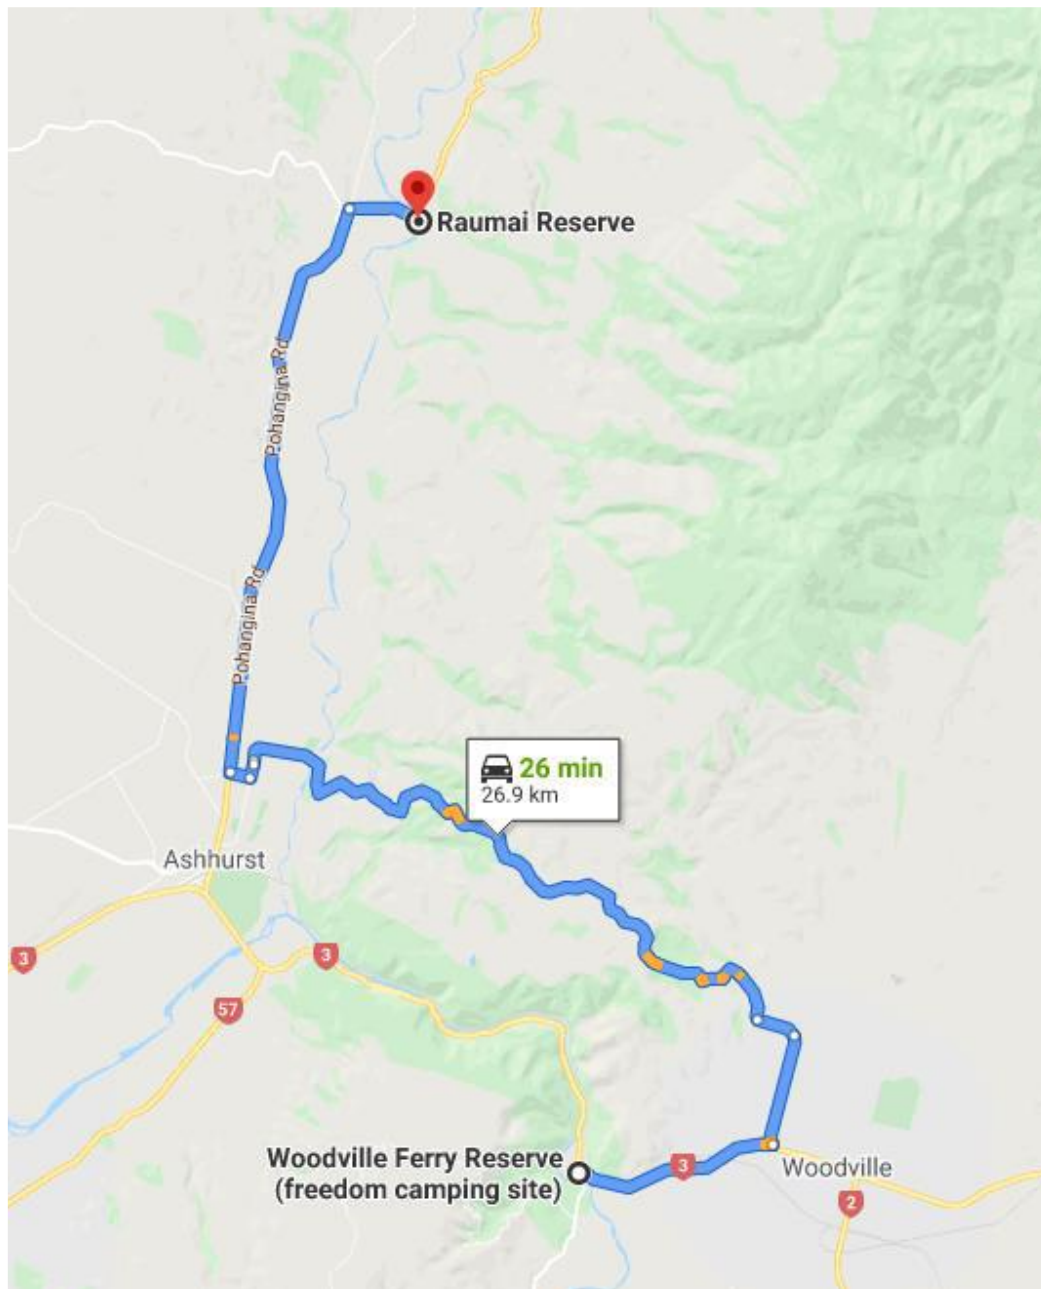 Raumai Reserve
Pohangina Rd
Pohangina Rd
26 min
26.9 km
Ashhurst
3
3
57
Woodville Ferry Reserve
(freedom camping site)
3
Woodville
2